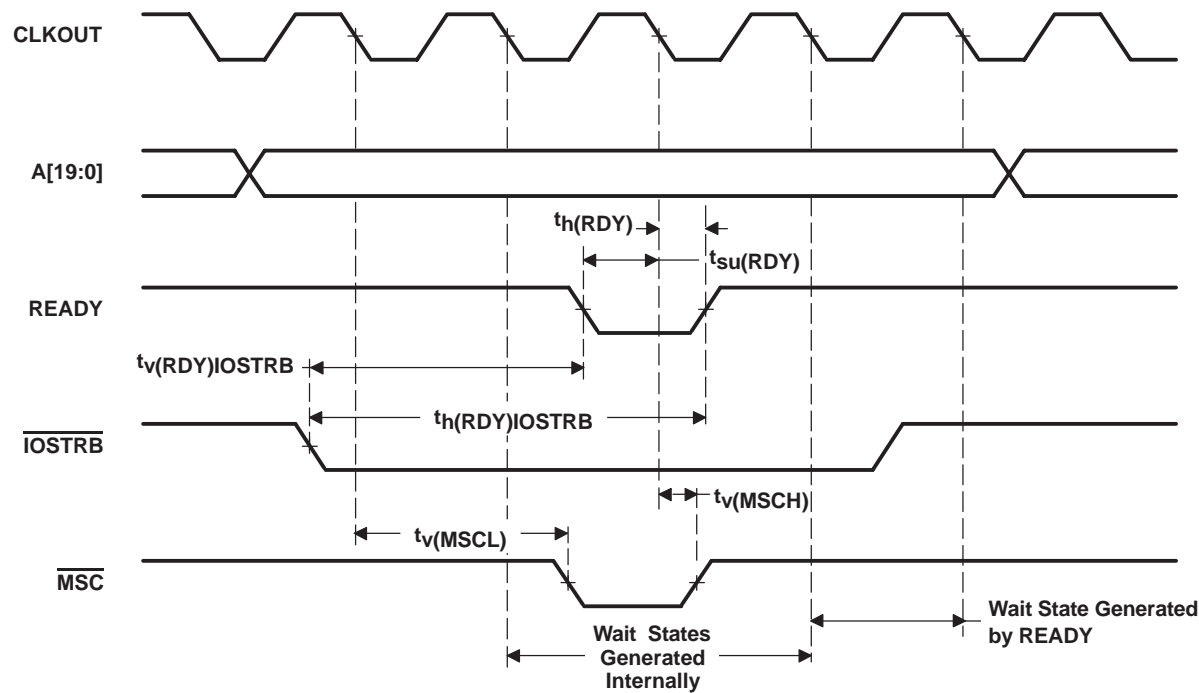 CLKOUT
A[19:0]
th(RDY)
tsu(RDY)
READY
tv(RDY)IOSTRB
th(RDY)IOSTRB
IOSTRB
tv(MSCH)
tv(MSCL)
MSC
Wait States
Generated
Internally
Wait State Generated
by READY